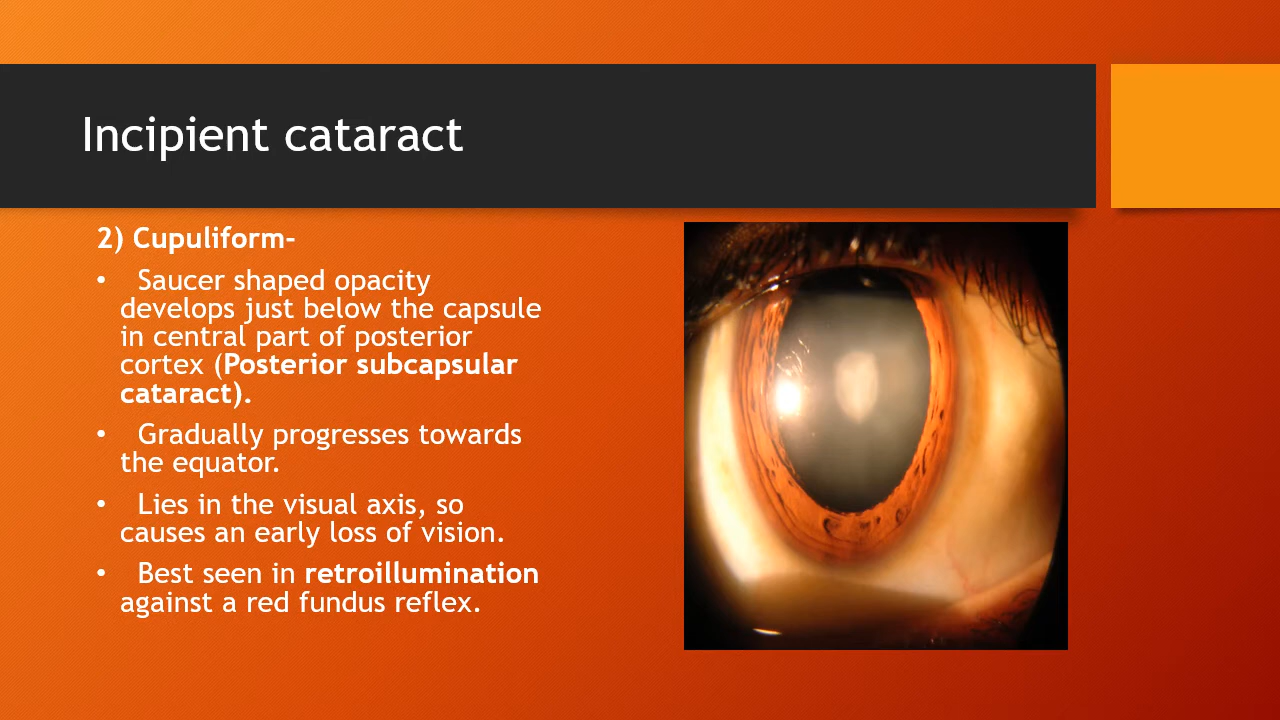 Incipient cataract
2) Cupuliform-
• Saucer shaped opacity
develops just below the capsule
in central part of posterior
cortex (Posterior subcapsular
cataract).
• Gradually progresses towards
the equator.
• Lies in the visual axis, so
causes an early loss of vision.
• Best seen in retroillumination
against a red fundus reflex.